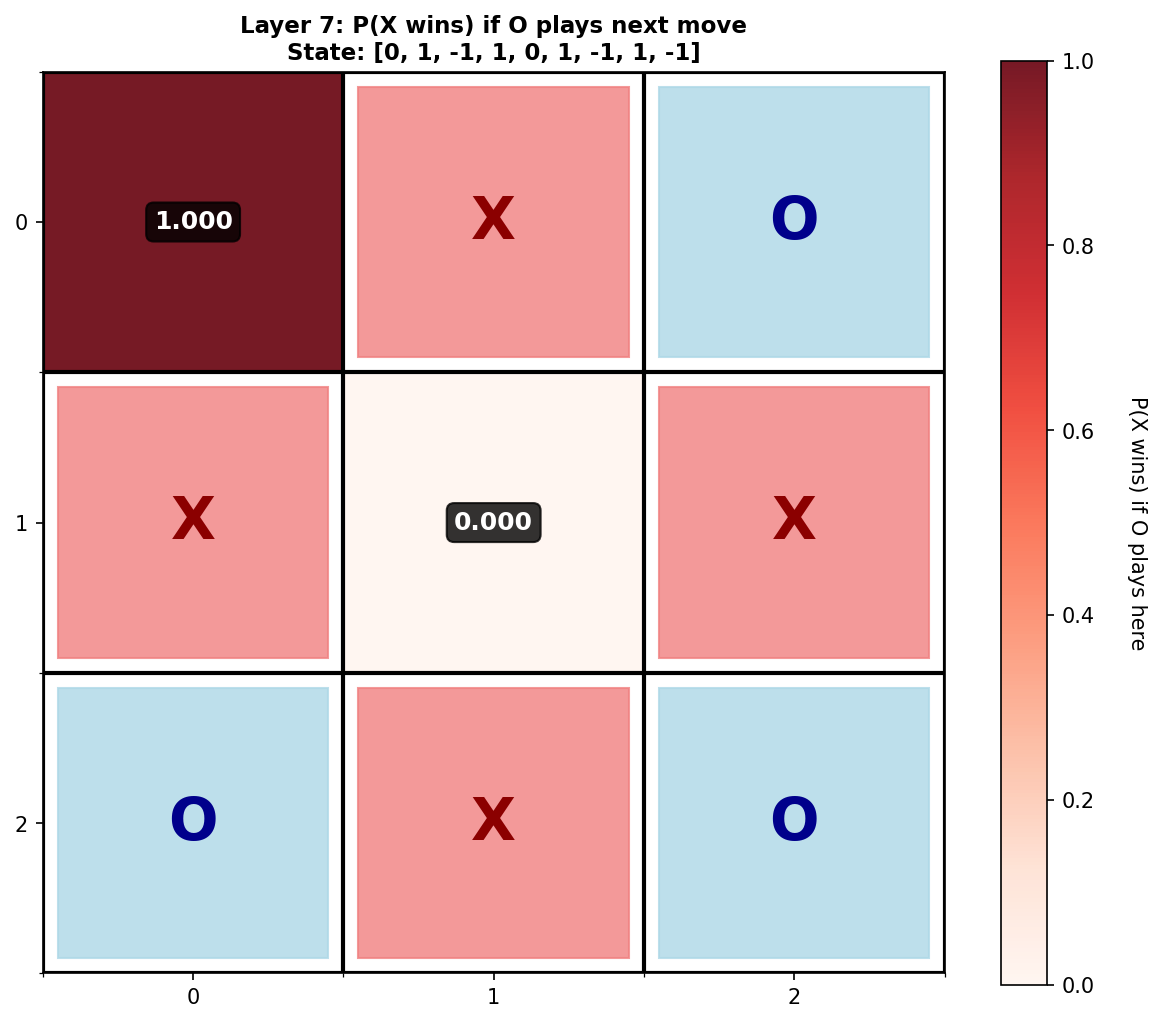 Layer 7: P(X wins) if O plays next move
State: [0, 1, -1, 1, 0, 1, -1, 1, -1]
0
1.000
X
O
1
X
0.000
X
2
O
X
O
0
1
2
1.0
0.8
0.6
0.4
0.2
0.0
P(X wins) if O plays here